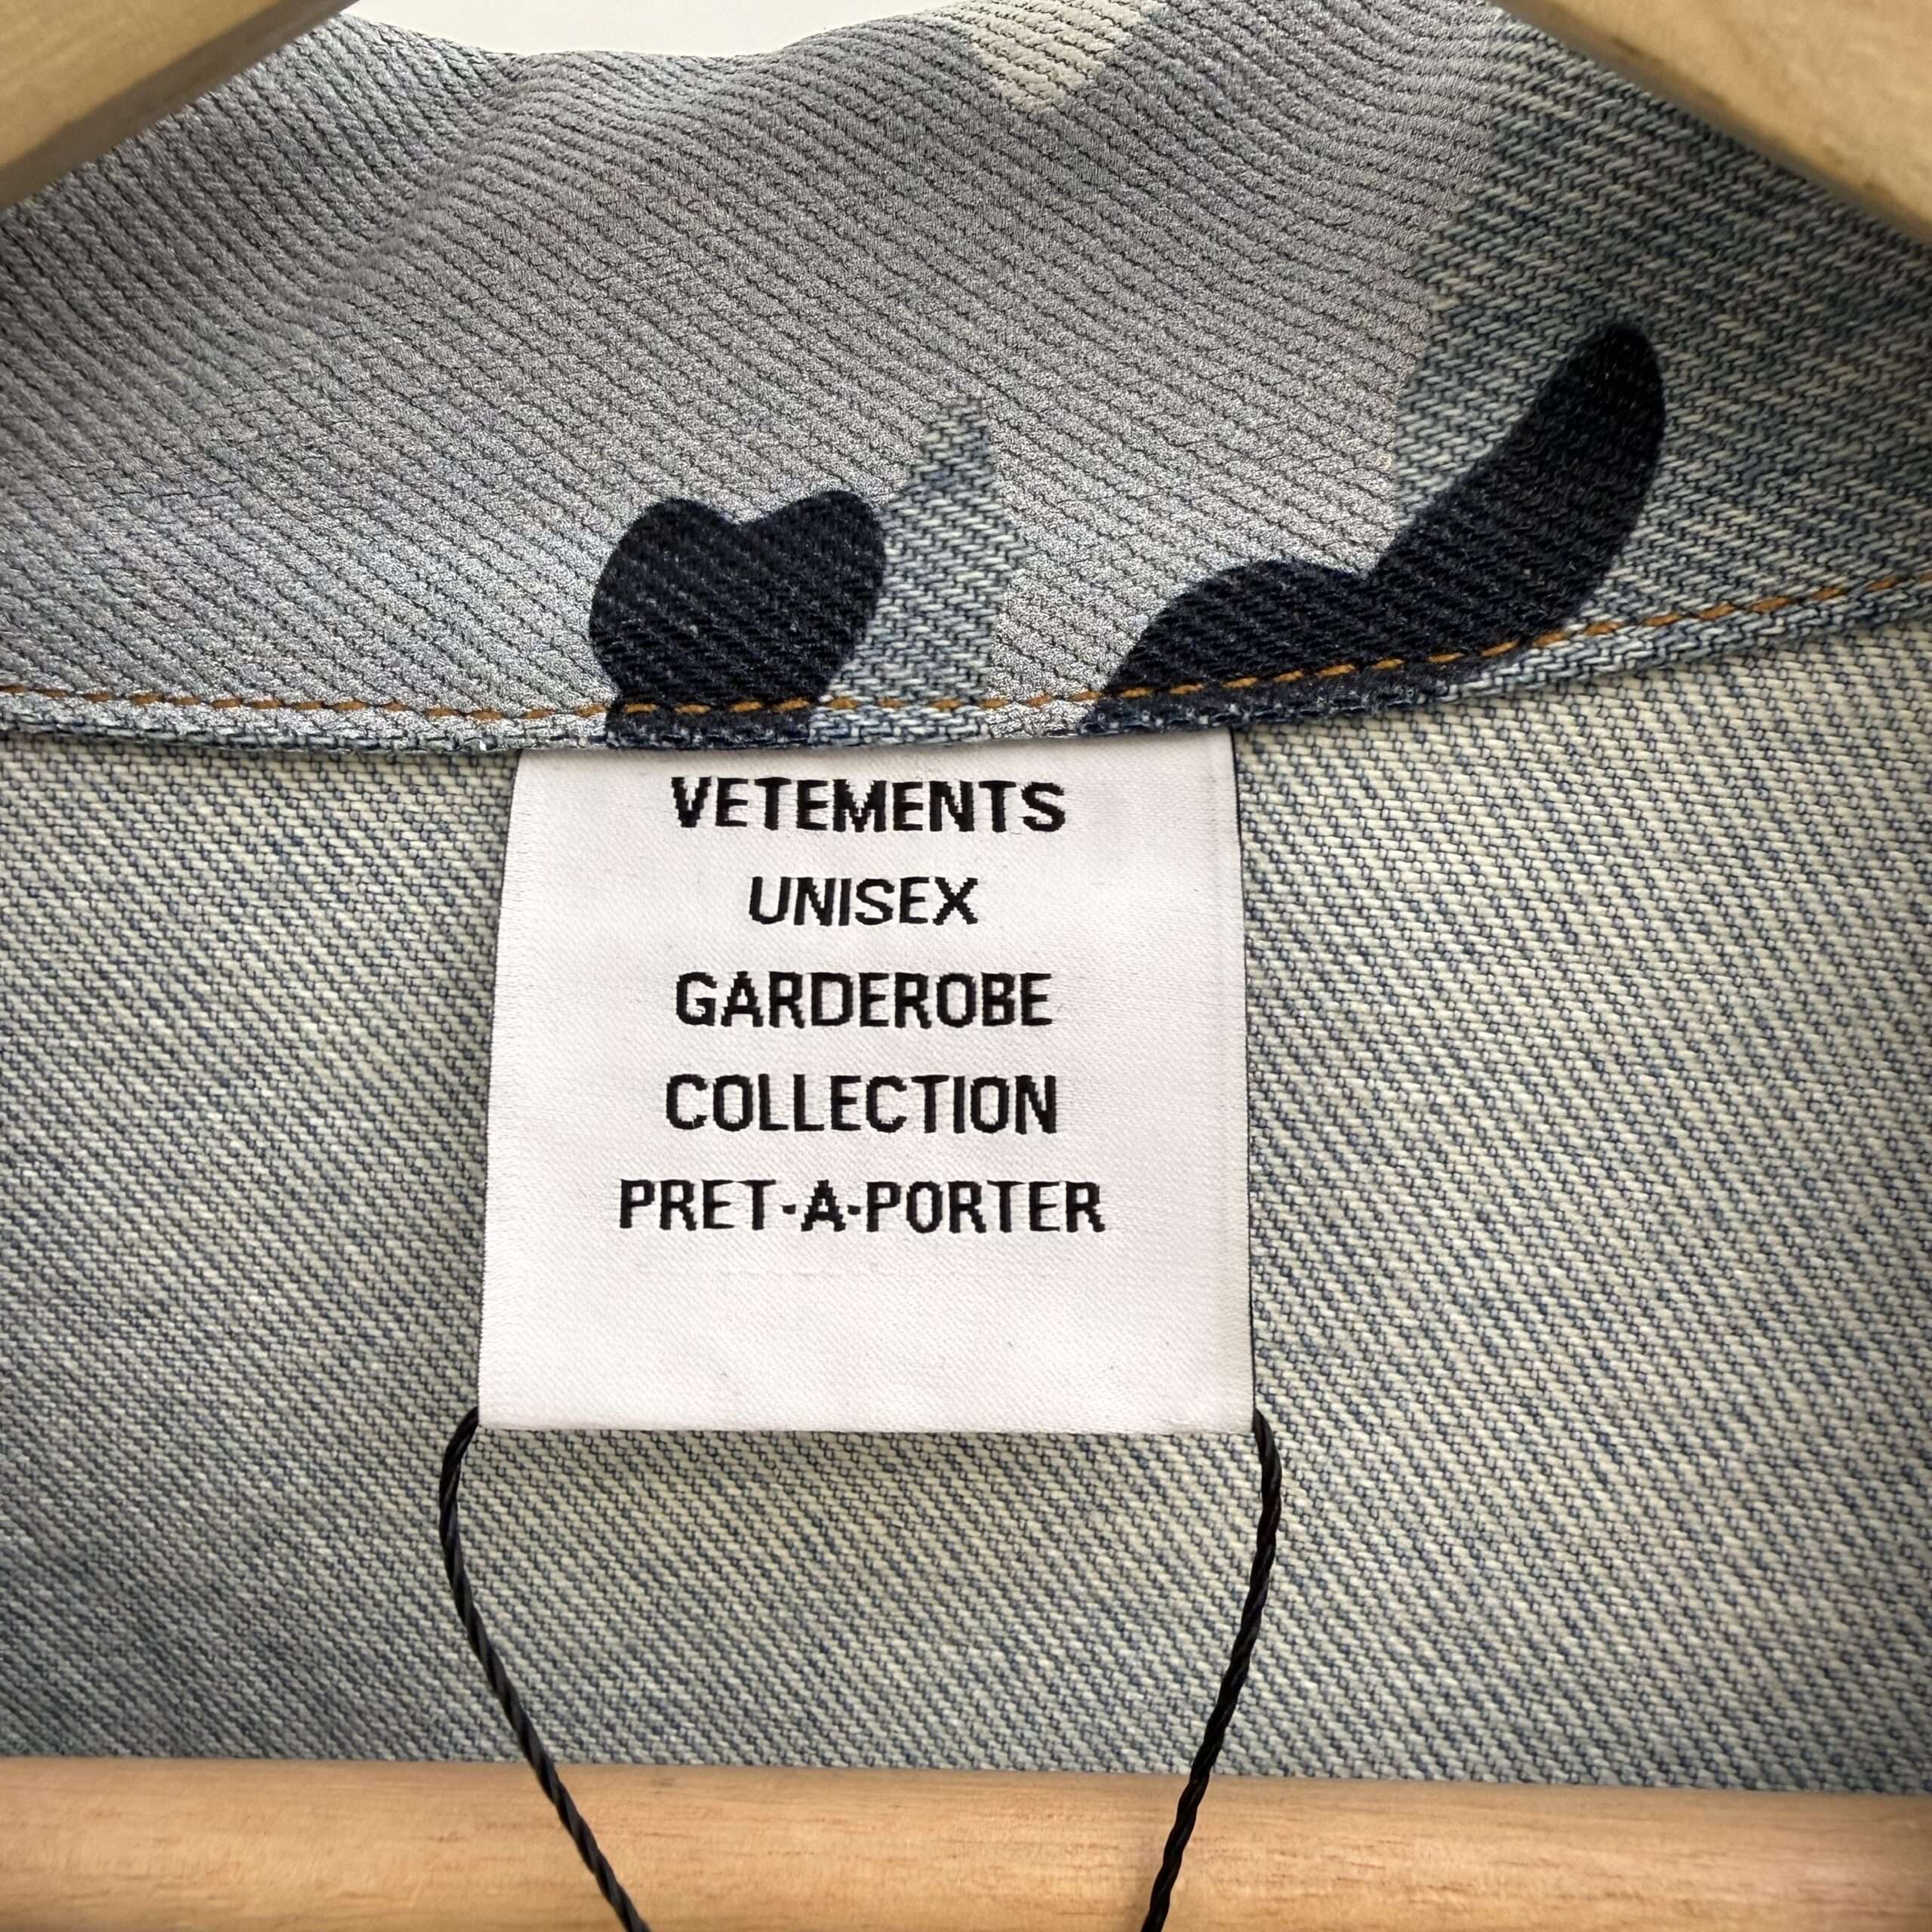 VETEMENTS
UNISEX
GARDEROBE
COLLECTION
PRET-A-PORTER